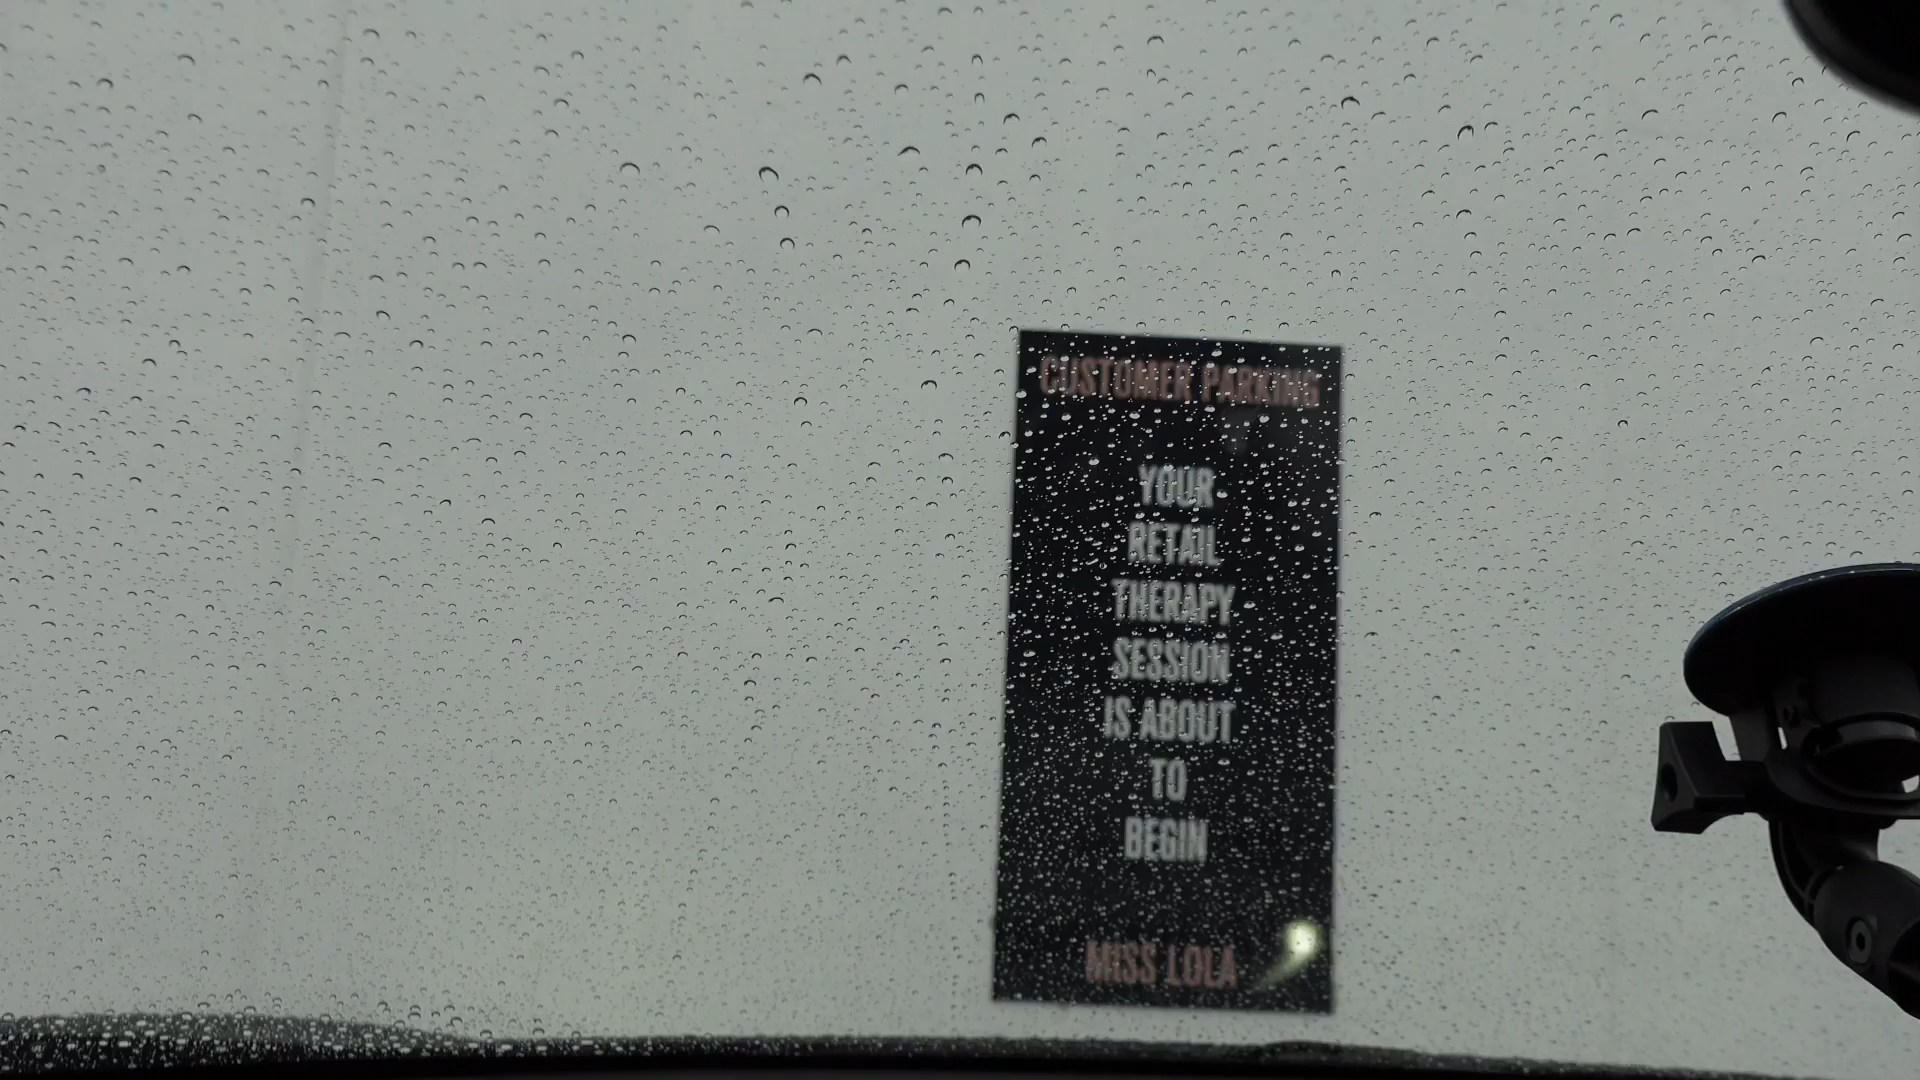 CUSTOMER PARKING
YOUR
RETAIL
THERAPY
SESSION
IS ABOUT
TO
BEGIN
MISS LOLA